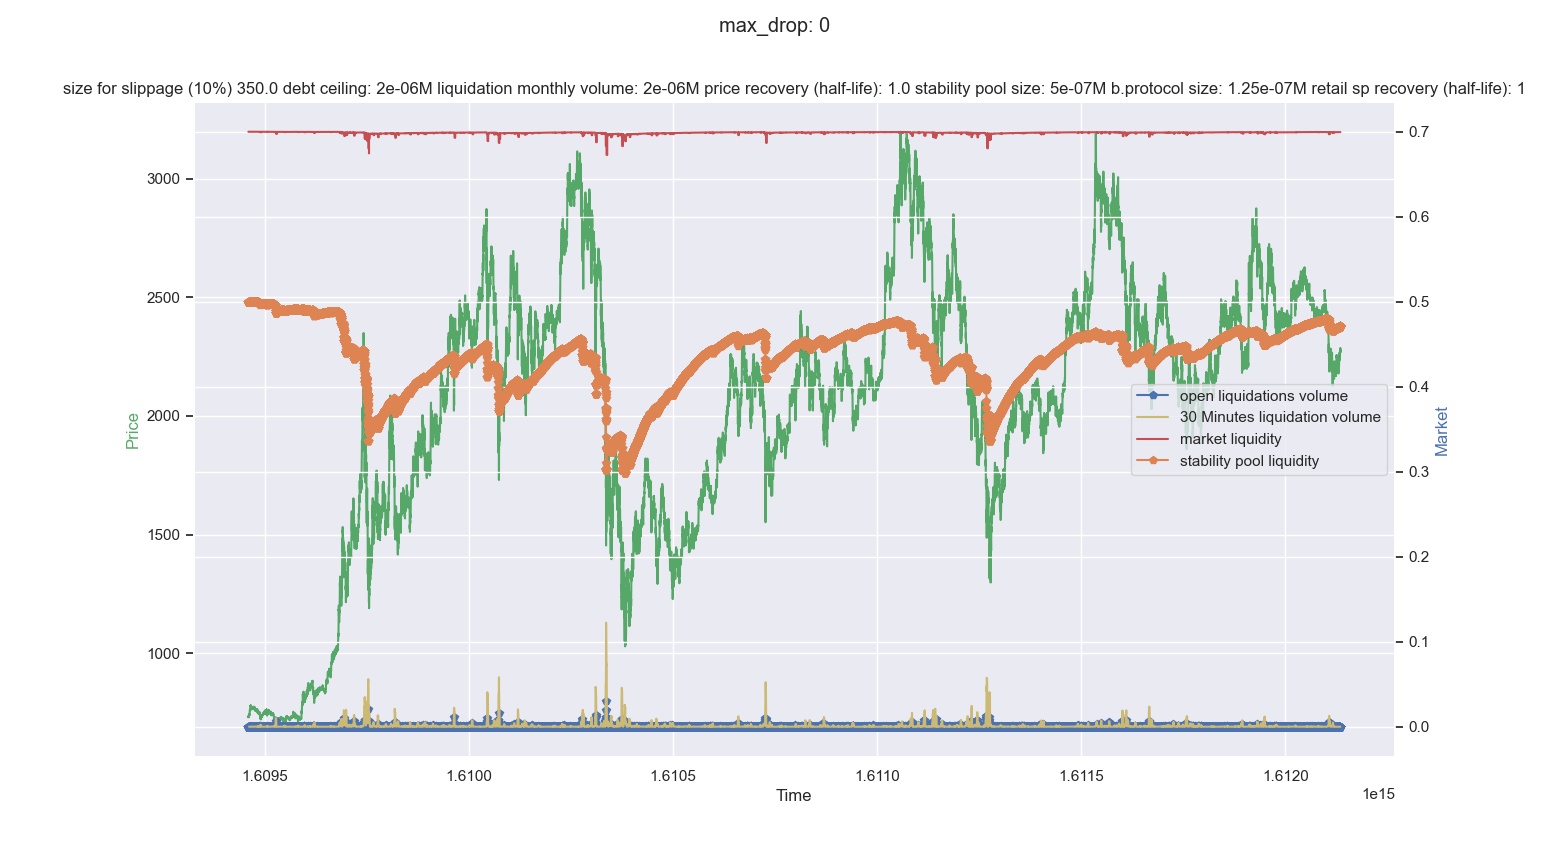 max_drop: 0
size for slippage (10%) 350.0 debt ceiling: 2e-06M liquidation monthly volume: 2e-06M price recovery (half-life): 1.0 stability pool size: 5e-07M b.protocol size: 1.25e-07M retail sp recovery (half-life): 1
3000
2500
2000
1500
1000
Price
0.7
0.6
0.5
0.4
0.3
0.2
0.1
0.0
Market
open liquidations volume
30 Minutes liquidation volume
market liquidity
stability pool liquidity
1.6095 1.6100 1.6105 1.6110 1.6115 1.6120
1e15
Time